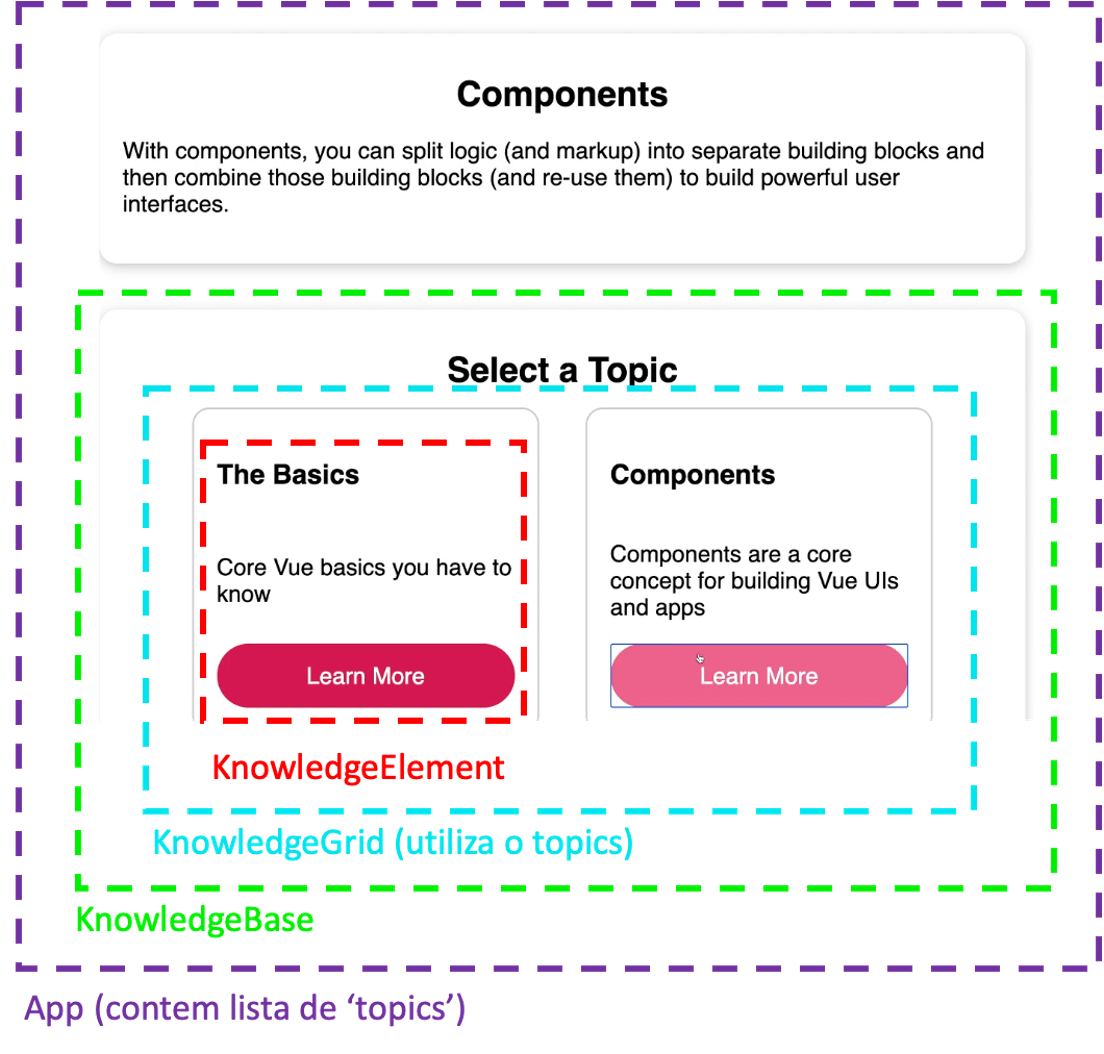 Components
With components, you can split logic (and markup) into separate building blocks and
then combine those building blocks (and re-use them) to build powerful user
interfaces.
Select a Topic
The Basics
Core Vue basics you have to
know
Learn More
Components
Components are a core
concept for building Vue UIs
and apps
Learn More
KnowledgeElement
KnowledgeGrid (utiliza o topics)
KnowledgeBase
App (contem lista de ‘topics’)